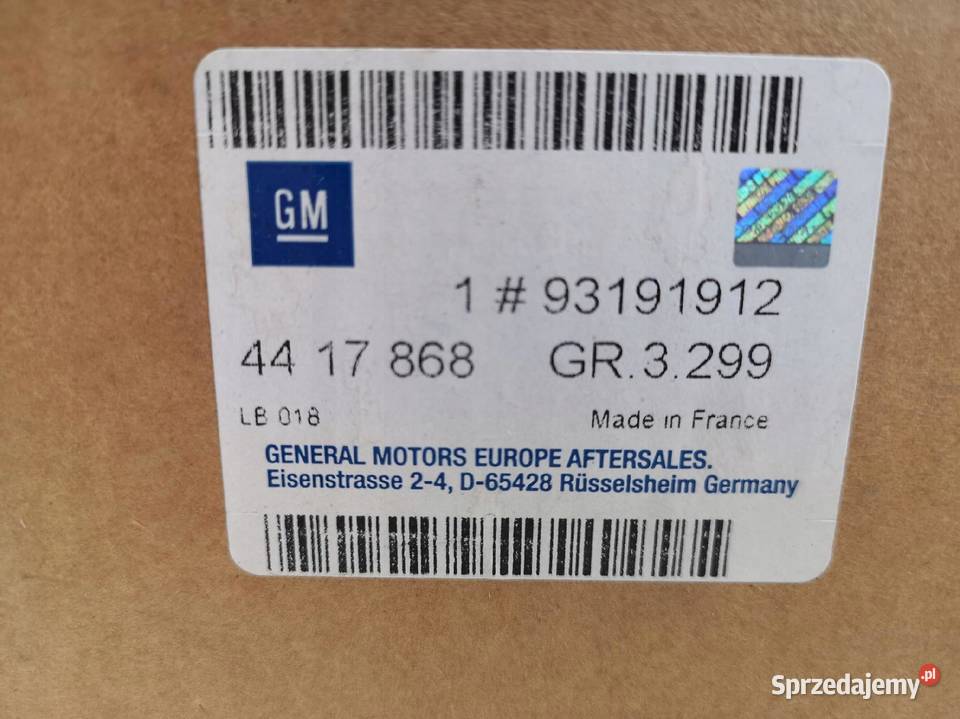 GM
1 # 93191912
44 17 868 GR.3.299
LB 018 Made in France
GENERAL MOTORS EUROPE AFTERSALES.
Eisenstrasse 2-4, D-65428 Rüsselsheim Germany
Sprzedajemy.pl